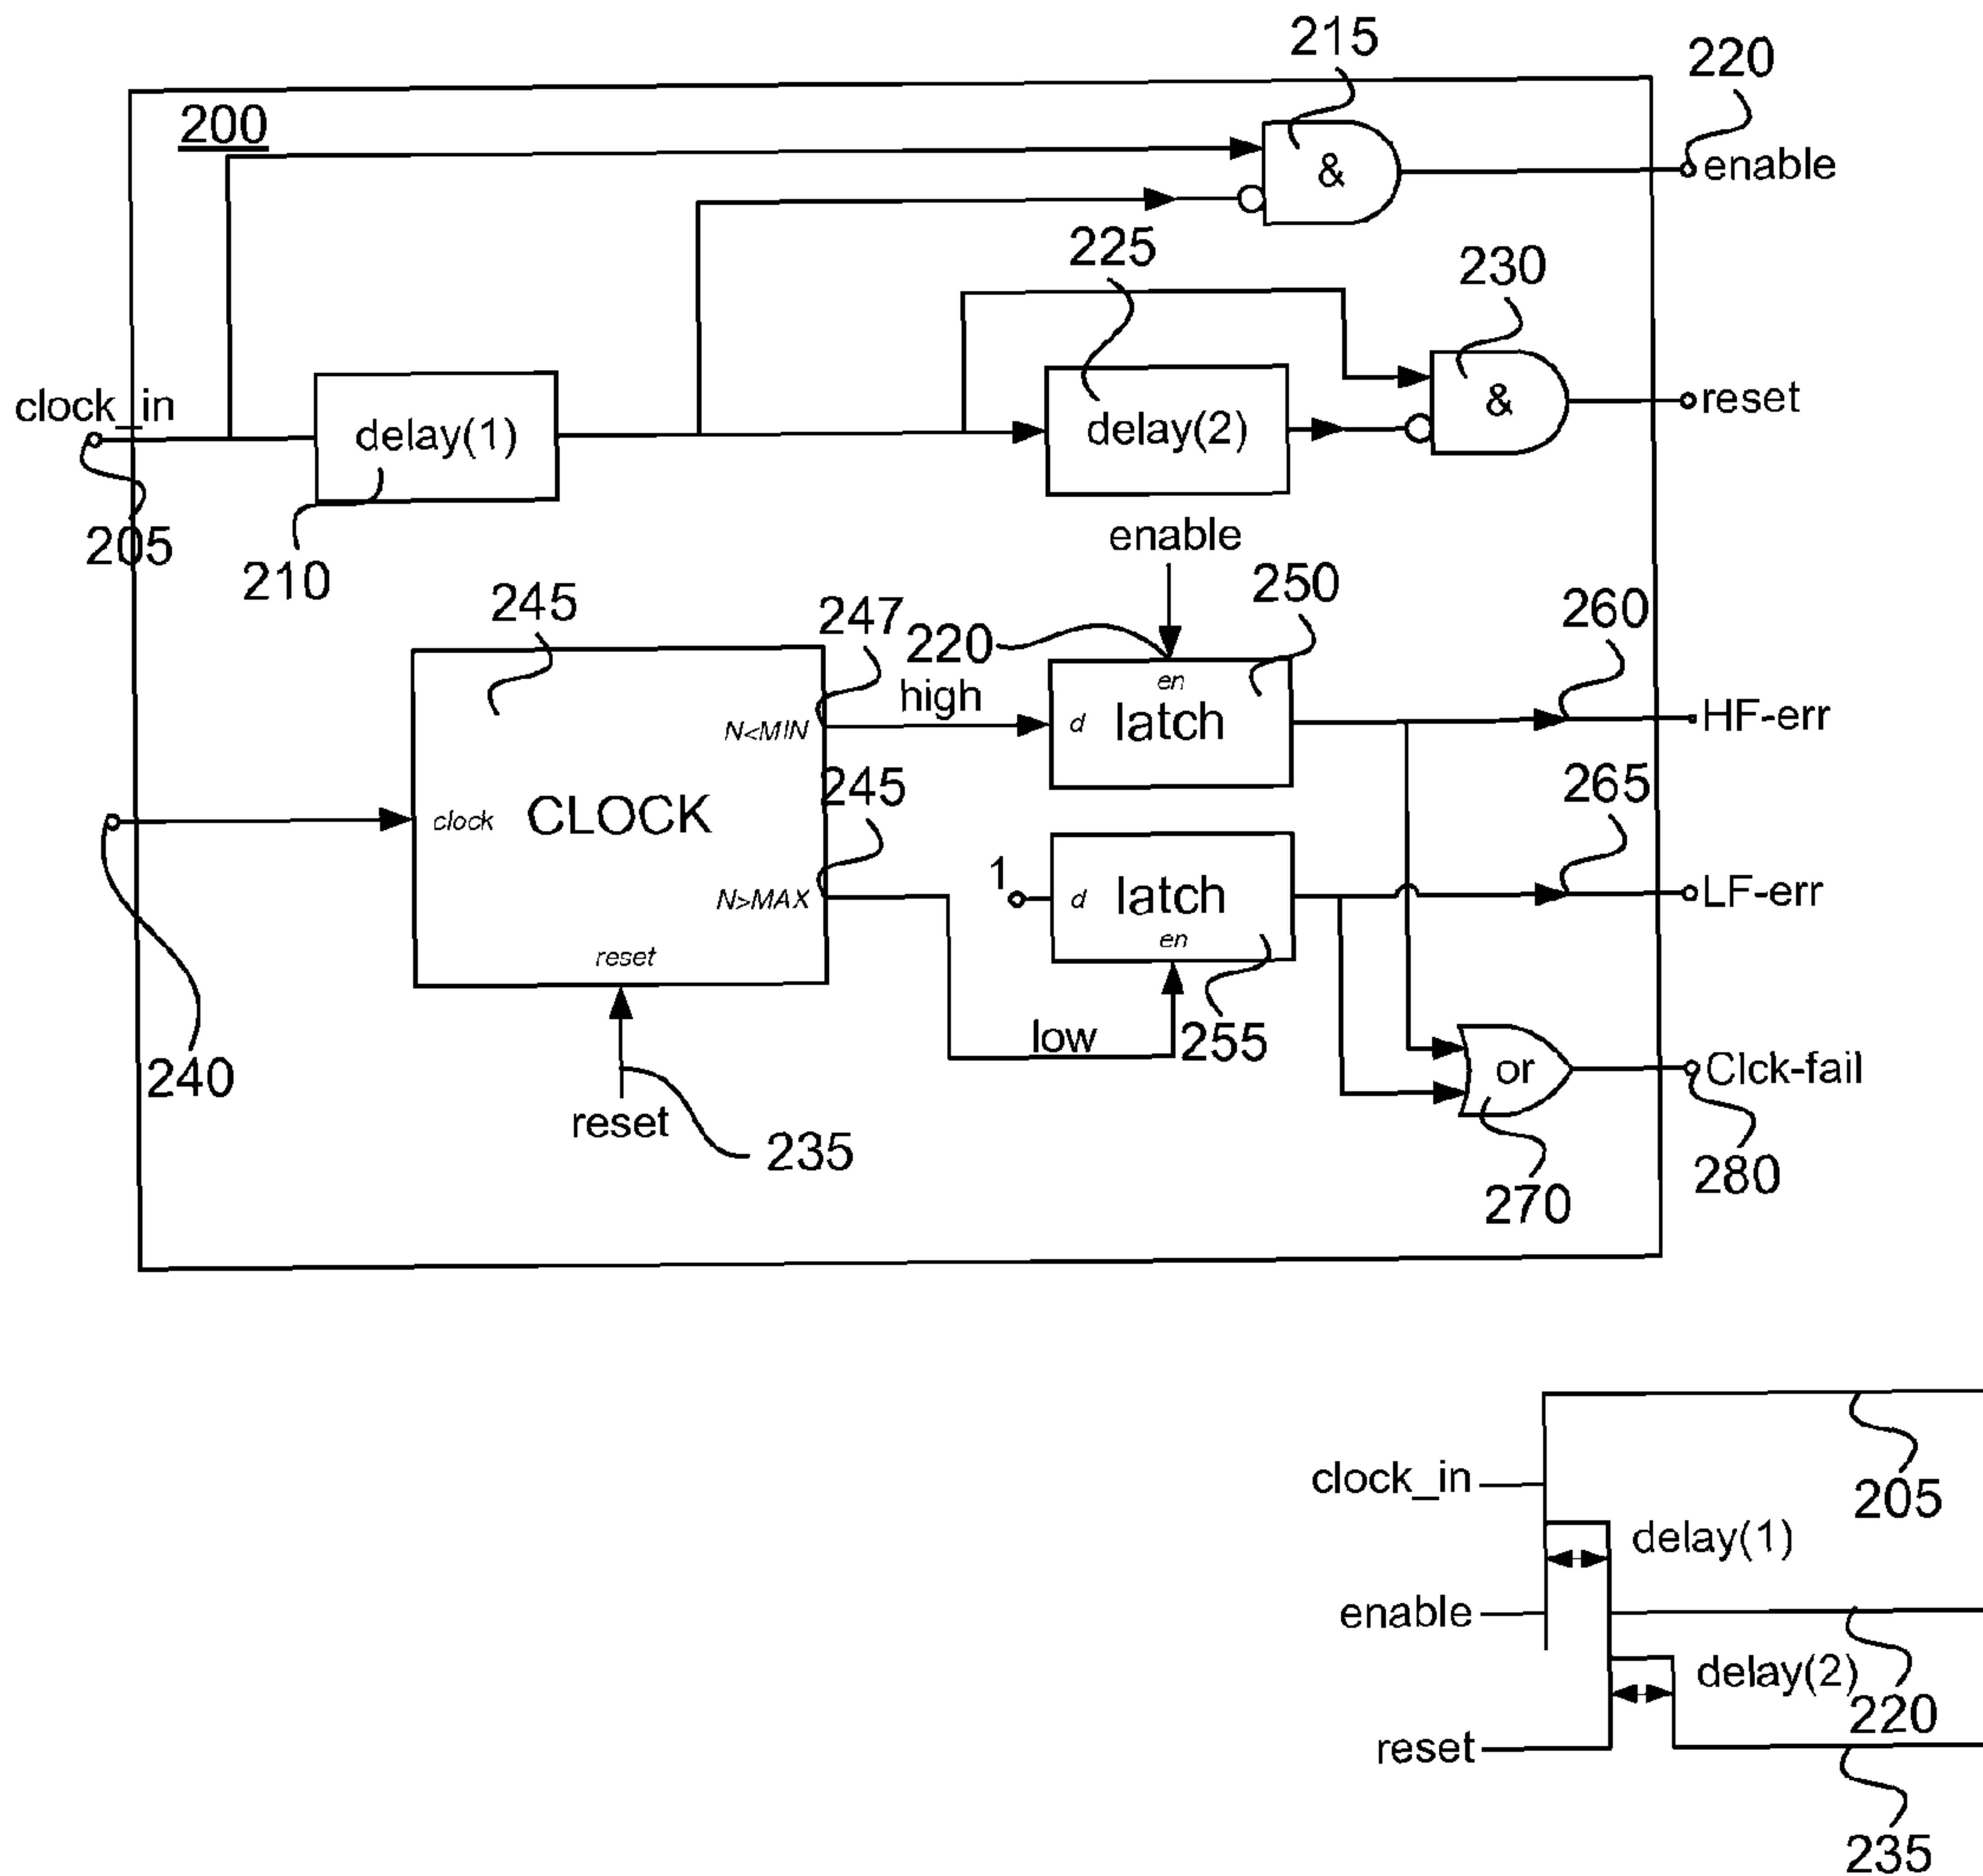 215
220
200
&
enable
225
230
clock_in
delay(1)
delay(2)
&
reset
205
210
enable
245
247
220
250
260
high
en
N<MIN
d latch
HF-err
245
265
clock CLOCK
1
d latch
LF-err
N>MAX
en
reset
low
255
240
or
Clck-fail
reset
235
270
280
clock_in
205
delay(1)
enable
delay(2)
220
reset
235